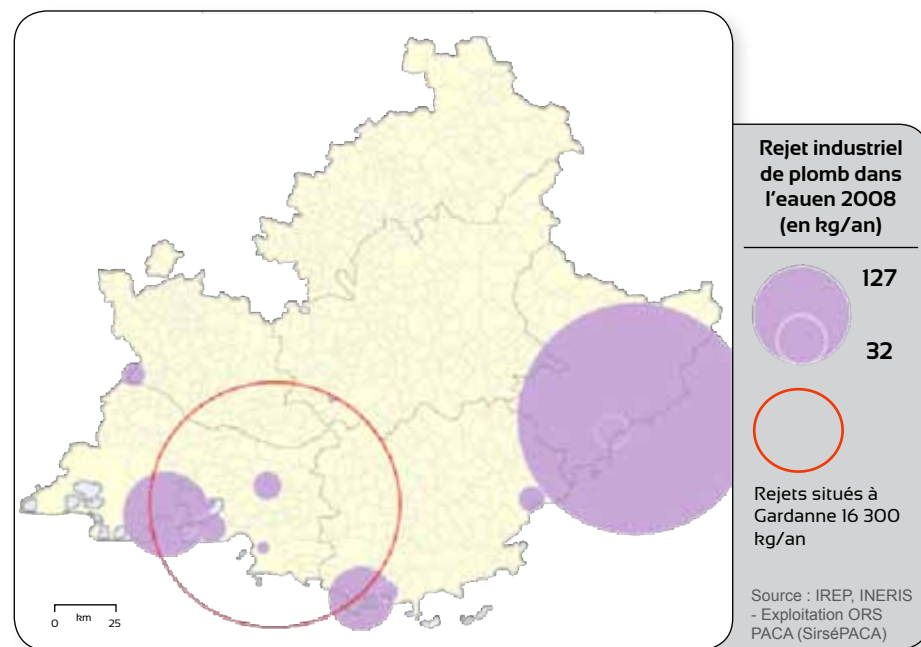 Rejet industriel
de plomb dans
l'eauen 2008
(en kg/an)
127
32
Rejets situés à
Gardanne 16 300
kg/an
Source : IREP, INERIS
- Exploitation ORS
PACA (SirséPACA)
km
0 25